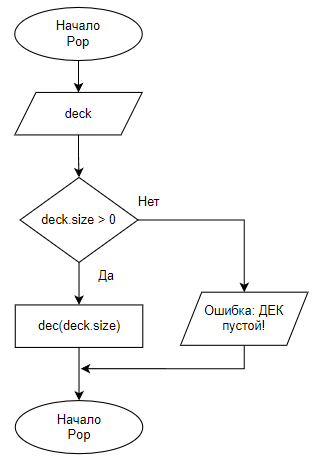 Начало
Pop
deck
deck.size > 0
Нет
Да
dec(deck.size)
Ошибка: ДЕК
пустой!
Начало
Pop